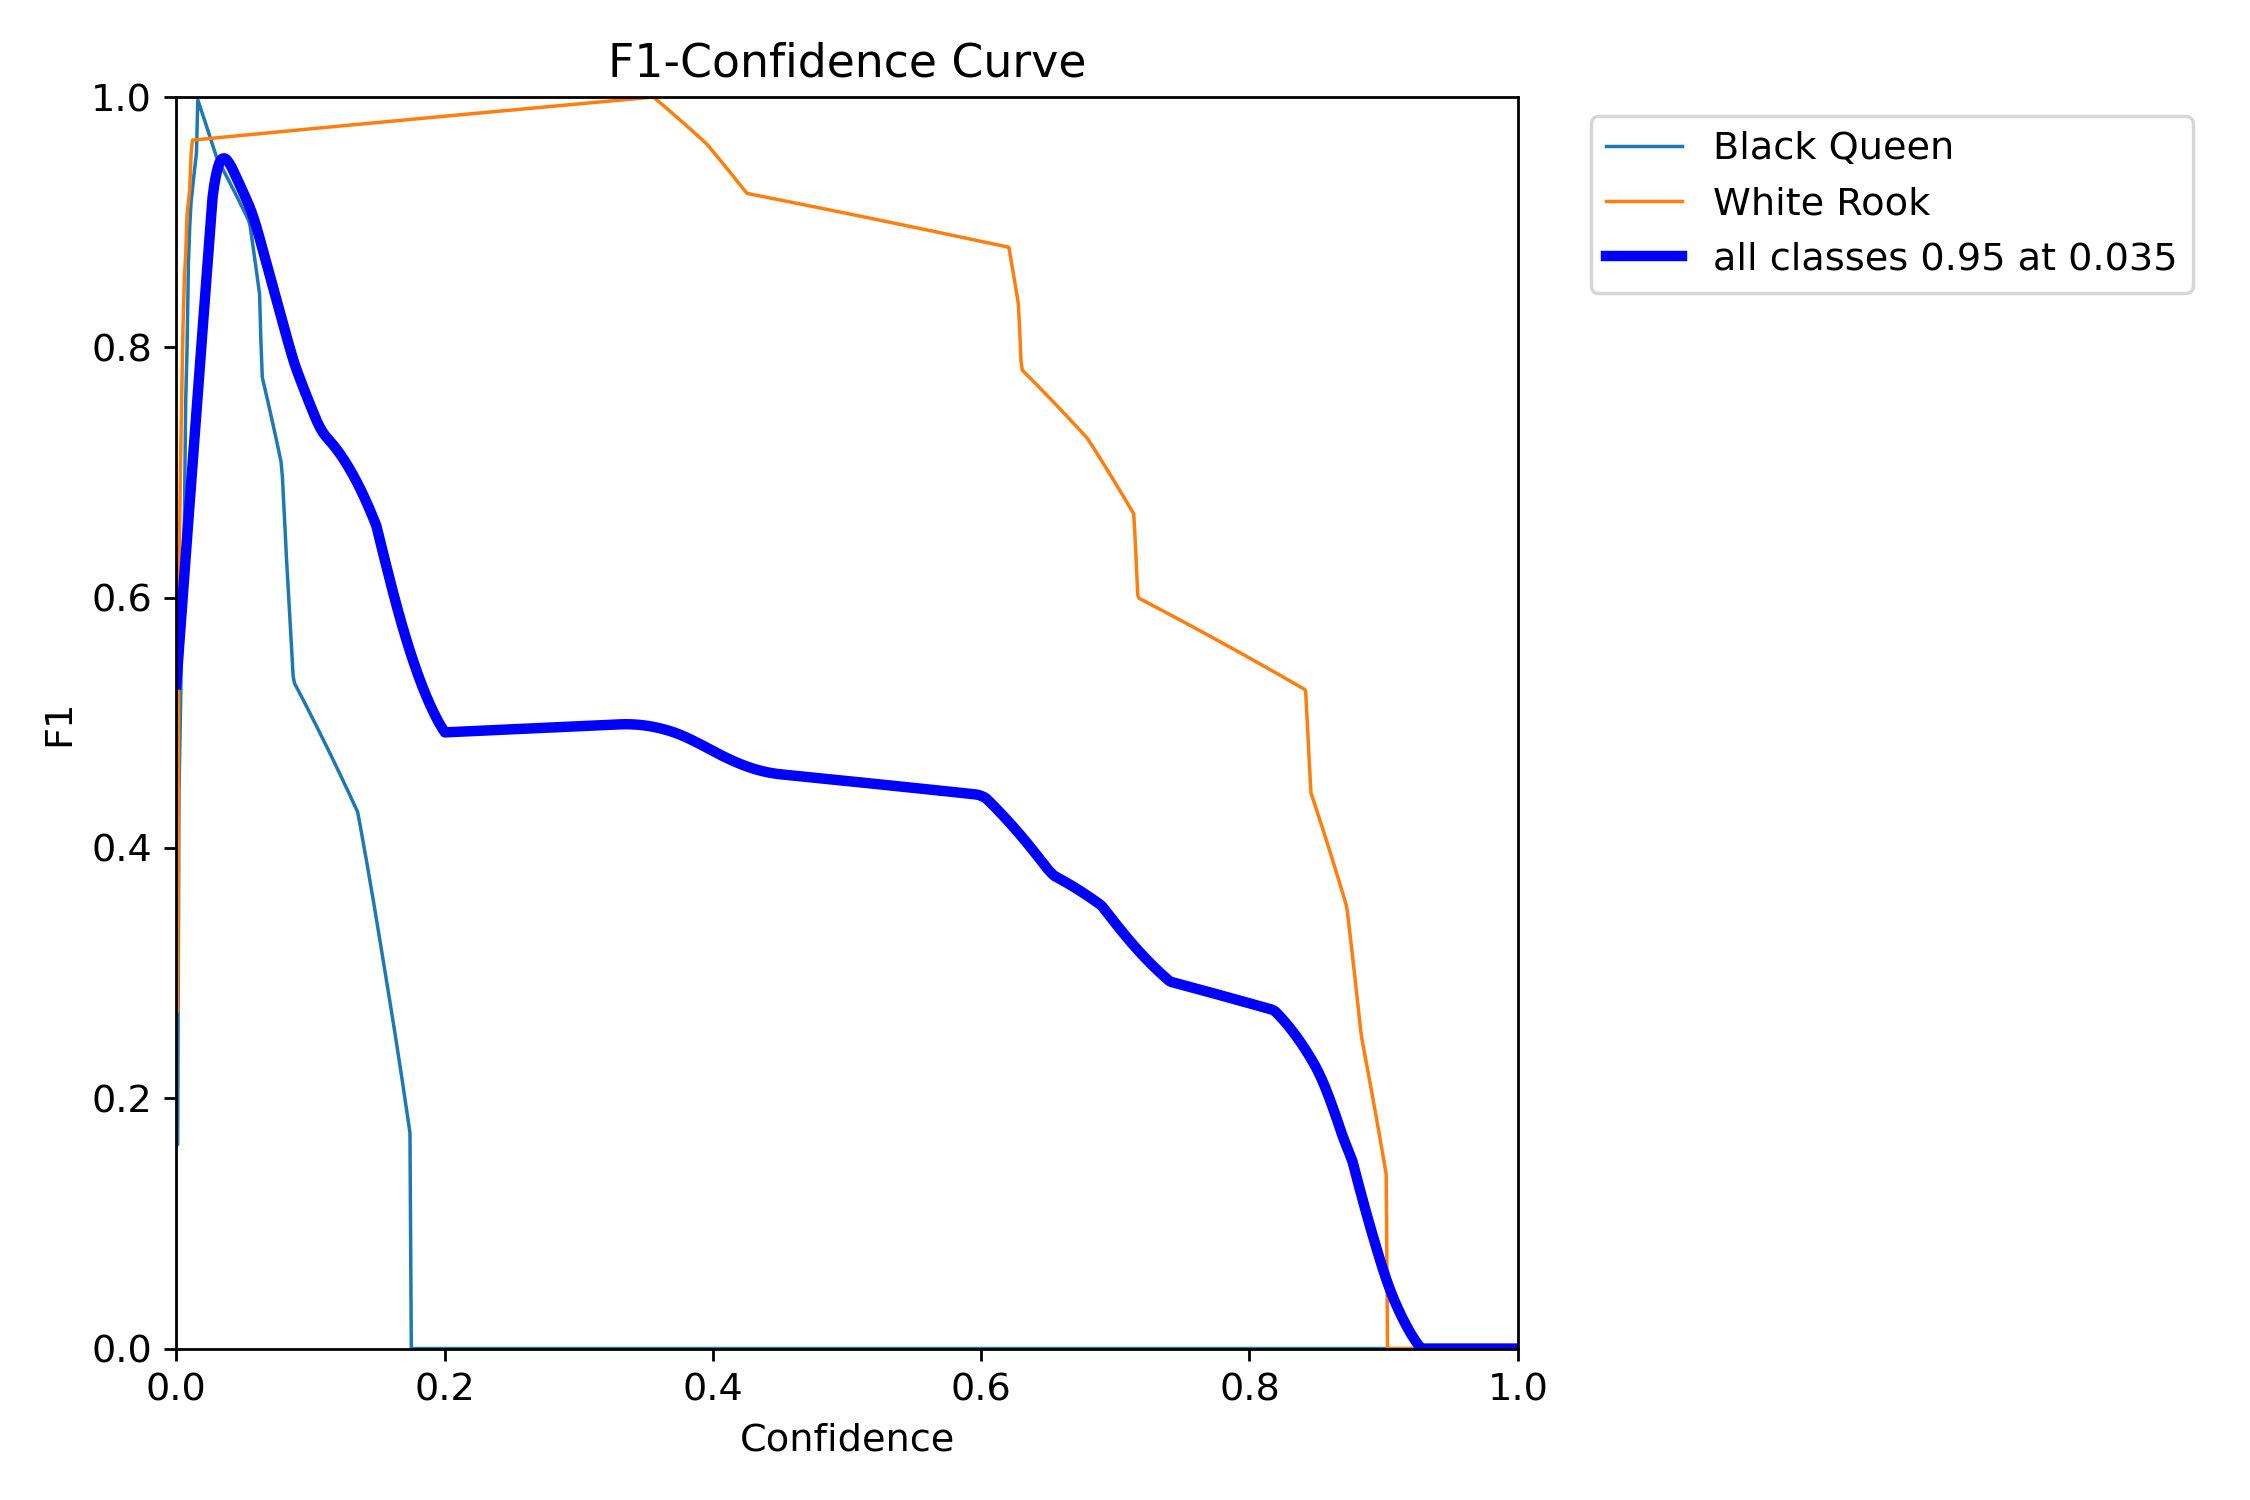 F1-Confidence Curve
Black Queen
White Rook
all classes 0.95 at 0.035
F1
1.0
0.8
0.6
0.4
0.2
0.0
0.0 0.2 0.4 0.6 0.8 1.0
Confidence